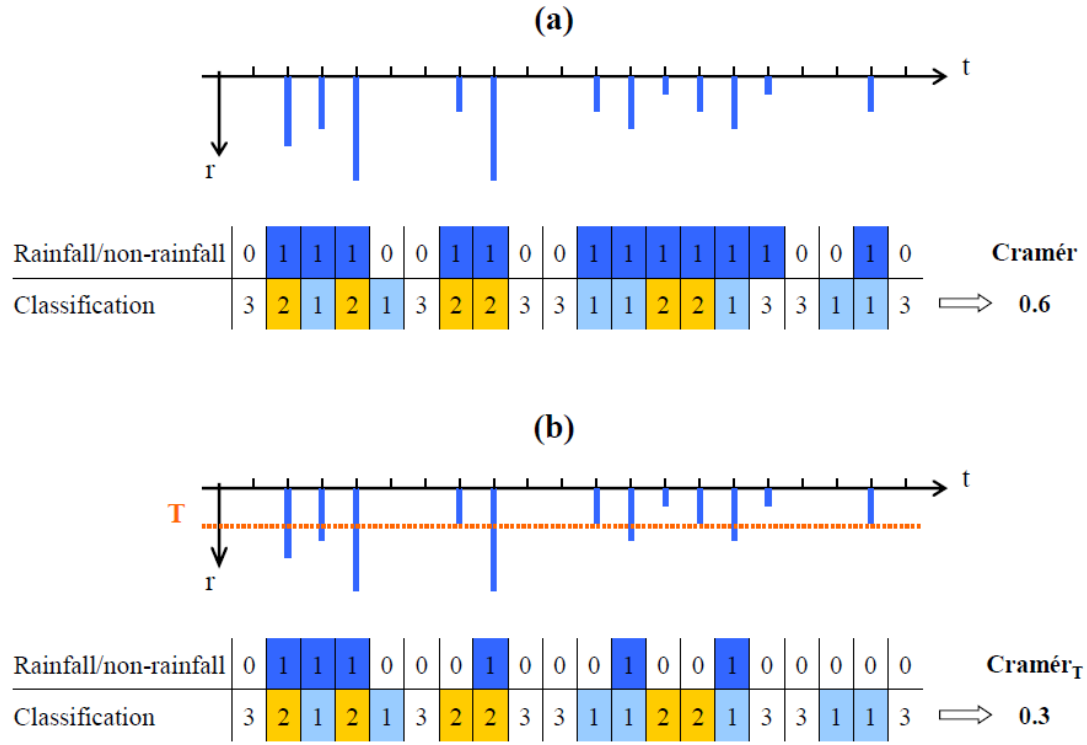 (a)
t
r
Rainfall/non-rainfall 0 1 1 1 0 0 1 1 0 0 1 1 1 1 1 1 0 0 1 0 Cramér
Classification 3 2 1 2 1 3 2 2 3 3 1 1 2 2 1 3 3 1 1 3 0.6
(b)
t
T
r
Rainfall/non-rainfall 0 1 1 1 0 0 0 1 0 0 0 1 0 0 1 0 0 0 0 0 CramérT
Classification 3 2 1 2 1 3 2 2 3 3 1 1 2 2 1 3 3 1 1 3 0.3